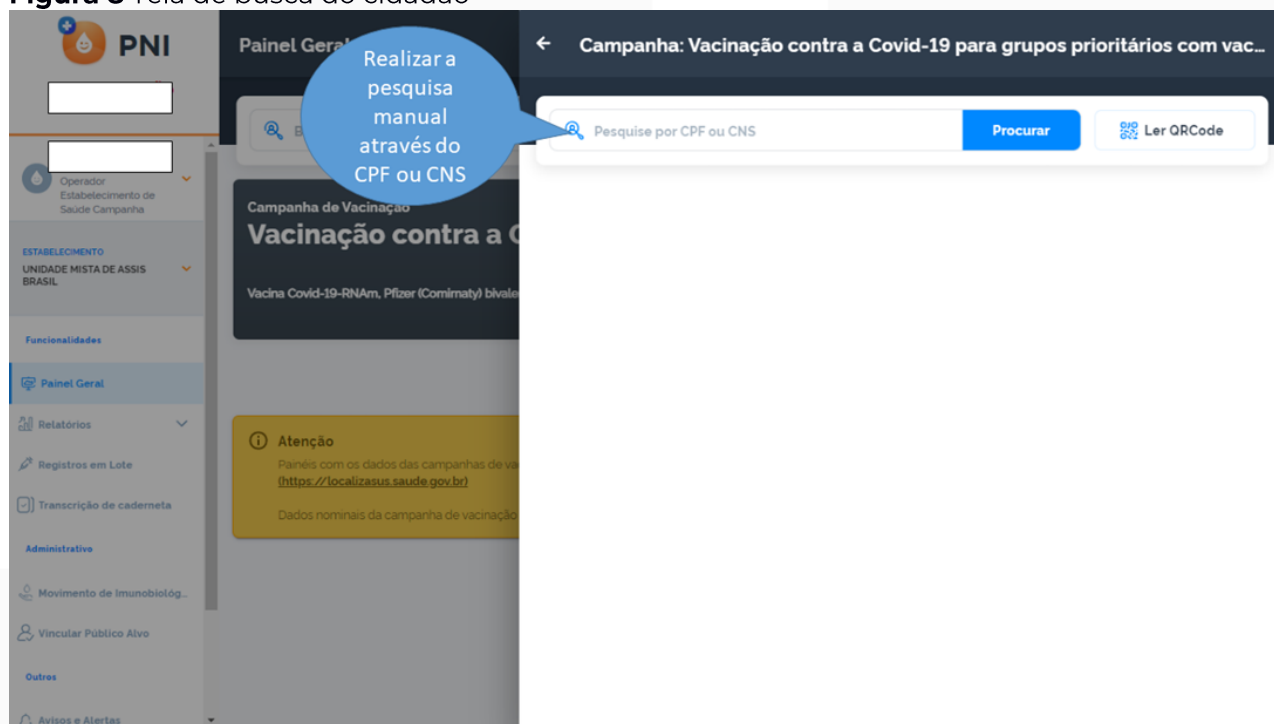 Figura 8 Tela de busca do cidadão
PNI
Painel Geral
Realizar a
pesquisa
manual
através do
CPF ou CNS
Campanha: Vacinação contra a Covid-19 para grupos prioritários com vac...
Pesquise por CPF ou CNS
Procurar
Ler QRCode
Operador
Estabelecimento de
Saúde Campanha
ESTABELECIMENTO
UNIDADE MISTA DE ASSIS
BRASIL
Campanha de Vacinação
Vacinação contra a
Vacina Covid-19-RNAm, Pfizer (Comirnaty)
Funcionalidades
Painel Geral
Relatórios
Registros em Lote
Transcrição de caderneta
Administrativo
Movimento de Imunobiológ...
Vincular Público Alvo
Outros
Avisos e Alertas
Atenção
Painéis com os dados das campanhas de
(https://localizasus.saude.gov.br)
Dados nominais da campanha de vacinação